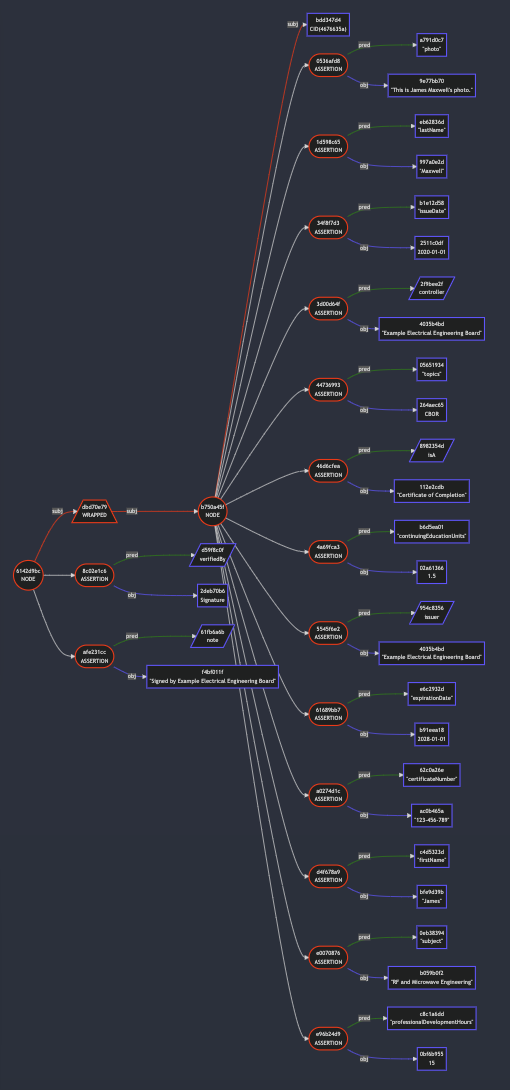 subj
bdd347d4
CID(4676635a)
0536afd8
ASSERTION
pred
a791d0c7
"photo"
obj
9e77bb70
"This is James Maxwell's photo."
1d598c65
ASSERTION
pred
eb62836d
"lastName"
obj
997a0e2d
"Maxwell"
34f8f7d3
ASSERTION
pred
b1e12d58
"issueDate"
obj
2511c0df
2020-01-01
3d00d64f
ASSERTION
pred
2f9bee2f
controller
obj
4035b4bd
"Example Electrical Engineering Board"
44736993
ASSERTION
pred
05651934
"topics"
obj
264aec65
CBOR
46d6cfea
ASSERTION
pred
8982354d
isA
obj
112e2cdb
"Certificate of Completion"
4a69fca3
ASSERTION
pred
b6d5ea01
"continuingEducationUnits"
obj
02a61366
1.5
5545f6e2
ASSERTION
pred
954c8356
issuer
obj
4035b4bd
"Example Electrical Engineering Board"
61689bb7
ASSERTION
pred
e6c2932d
"expirationDate"
obj
b91eea18
2028-01-01
a0274d1c
ASSERTION
pred
62c0a26e
"certificateNumber"
obj
ac0b465a
"123-456-789"
d4f678a9
ASSERTION
pred
c4d5323d
"firstName"
obj
bfe9d39b
"James"
e0070876
ASSERTION
pred
0eb38394
"subject"
obj
b059b0f2
"RF and Microwave Engineering"
e96b24d9
ASSERTION
pred
c8c1a6dd
"professionalDevelopmentHours"
obj
0bf6b955
15
b750a45f
NODE
subj
dbd70e79
WRAPPED
subj
6142d9bc
NODE
8c02e1c6
ASSERTION
pred
d59f8c0f
verifiedBy
obj
2deb70b6
Signature
afe231cc
ASSERTION
pred
61fb6a6b
note
obj
f4bf011f
"Signed by Example Electrical Engineering Board"